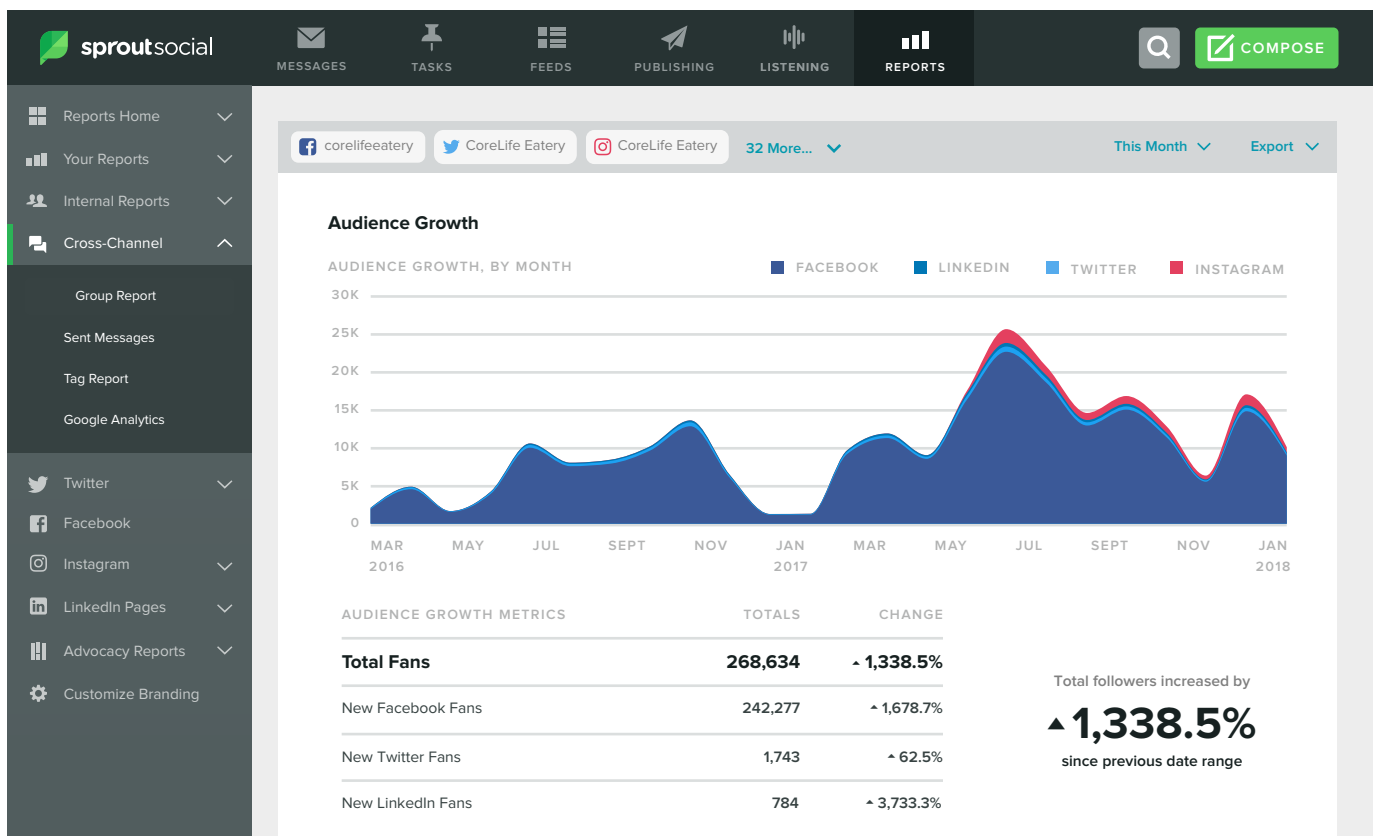 sproutsocial
MESSAGES
TASKS
FEEDS
PUBLISHING
LISTENING
REPORTS
COMPOSE
Reports Home
Your Reports
Internal Reports
Cross-Channel
Group Report
Sent Messages
Tag Report
Google Analytics
Twitter
Facebook
Instagram
LinkedIn Pages
Advocacy Reports
Customize Branding
corelifeeatery
CoreLife Eatery
CoreLife Eatery
32 More...
This Month
Export
Audience Growth
AUDIENCE GROWTH, BY MONTH
FACEBOOK
LINKEDIN
TWITTER
INSTAGRAM
30K
25K
20K
15K
10K
5K
0
MAR MAY JUL SEPT NOV JAN MAR MAY JUL SEPT NOV JAN
2016 2017 2018
AUDIENCE GROWTH METRICS TOTALS CHANGE
Total Fans 268,634 1,338.5%
New Facebook Fans 242,277 1,678.7%
New Twitter Fans 1,743 62.5%
New LinkedIn Fans 784 3,733.3%
Total followers increased by
1,338.5%
since previous date range